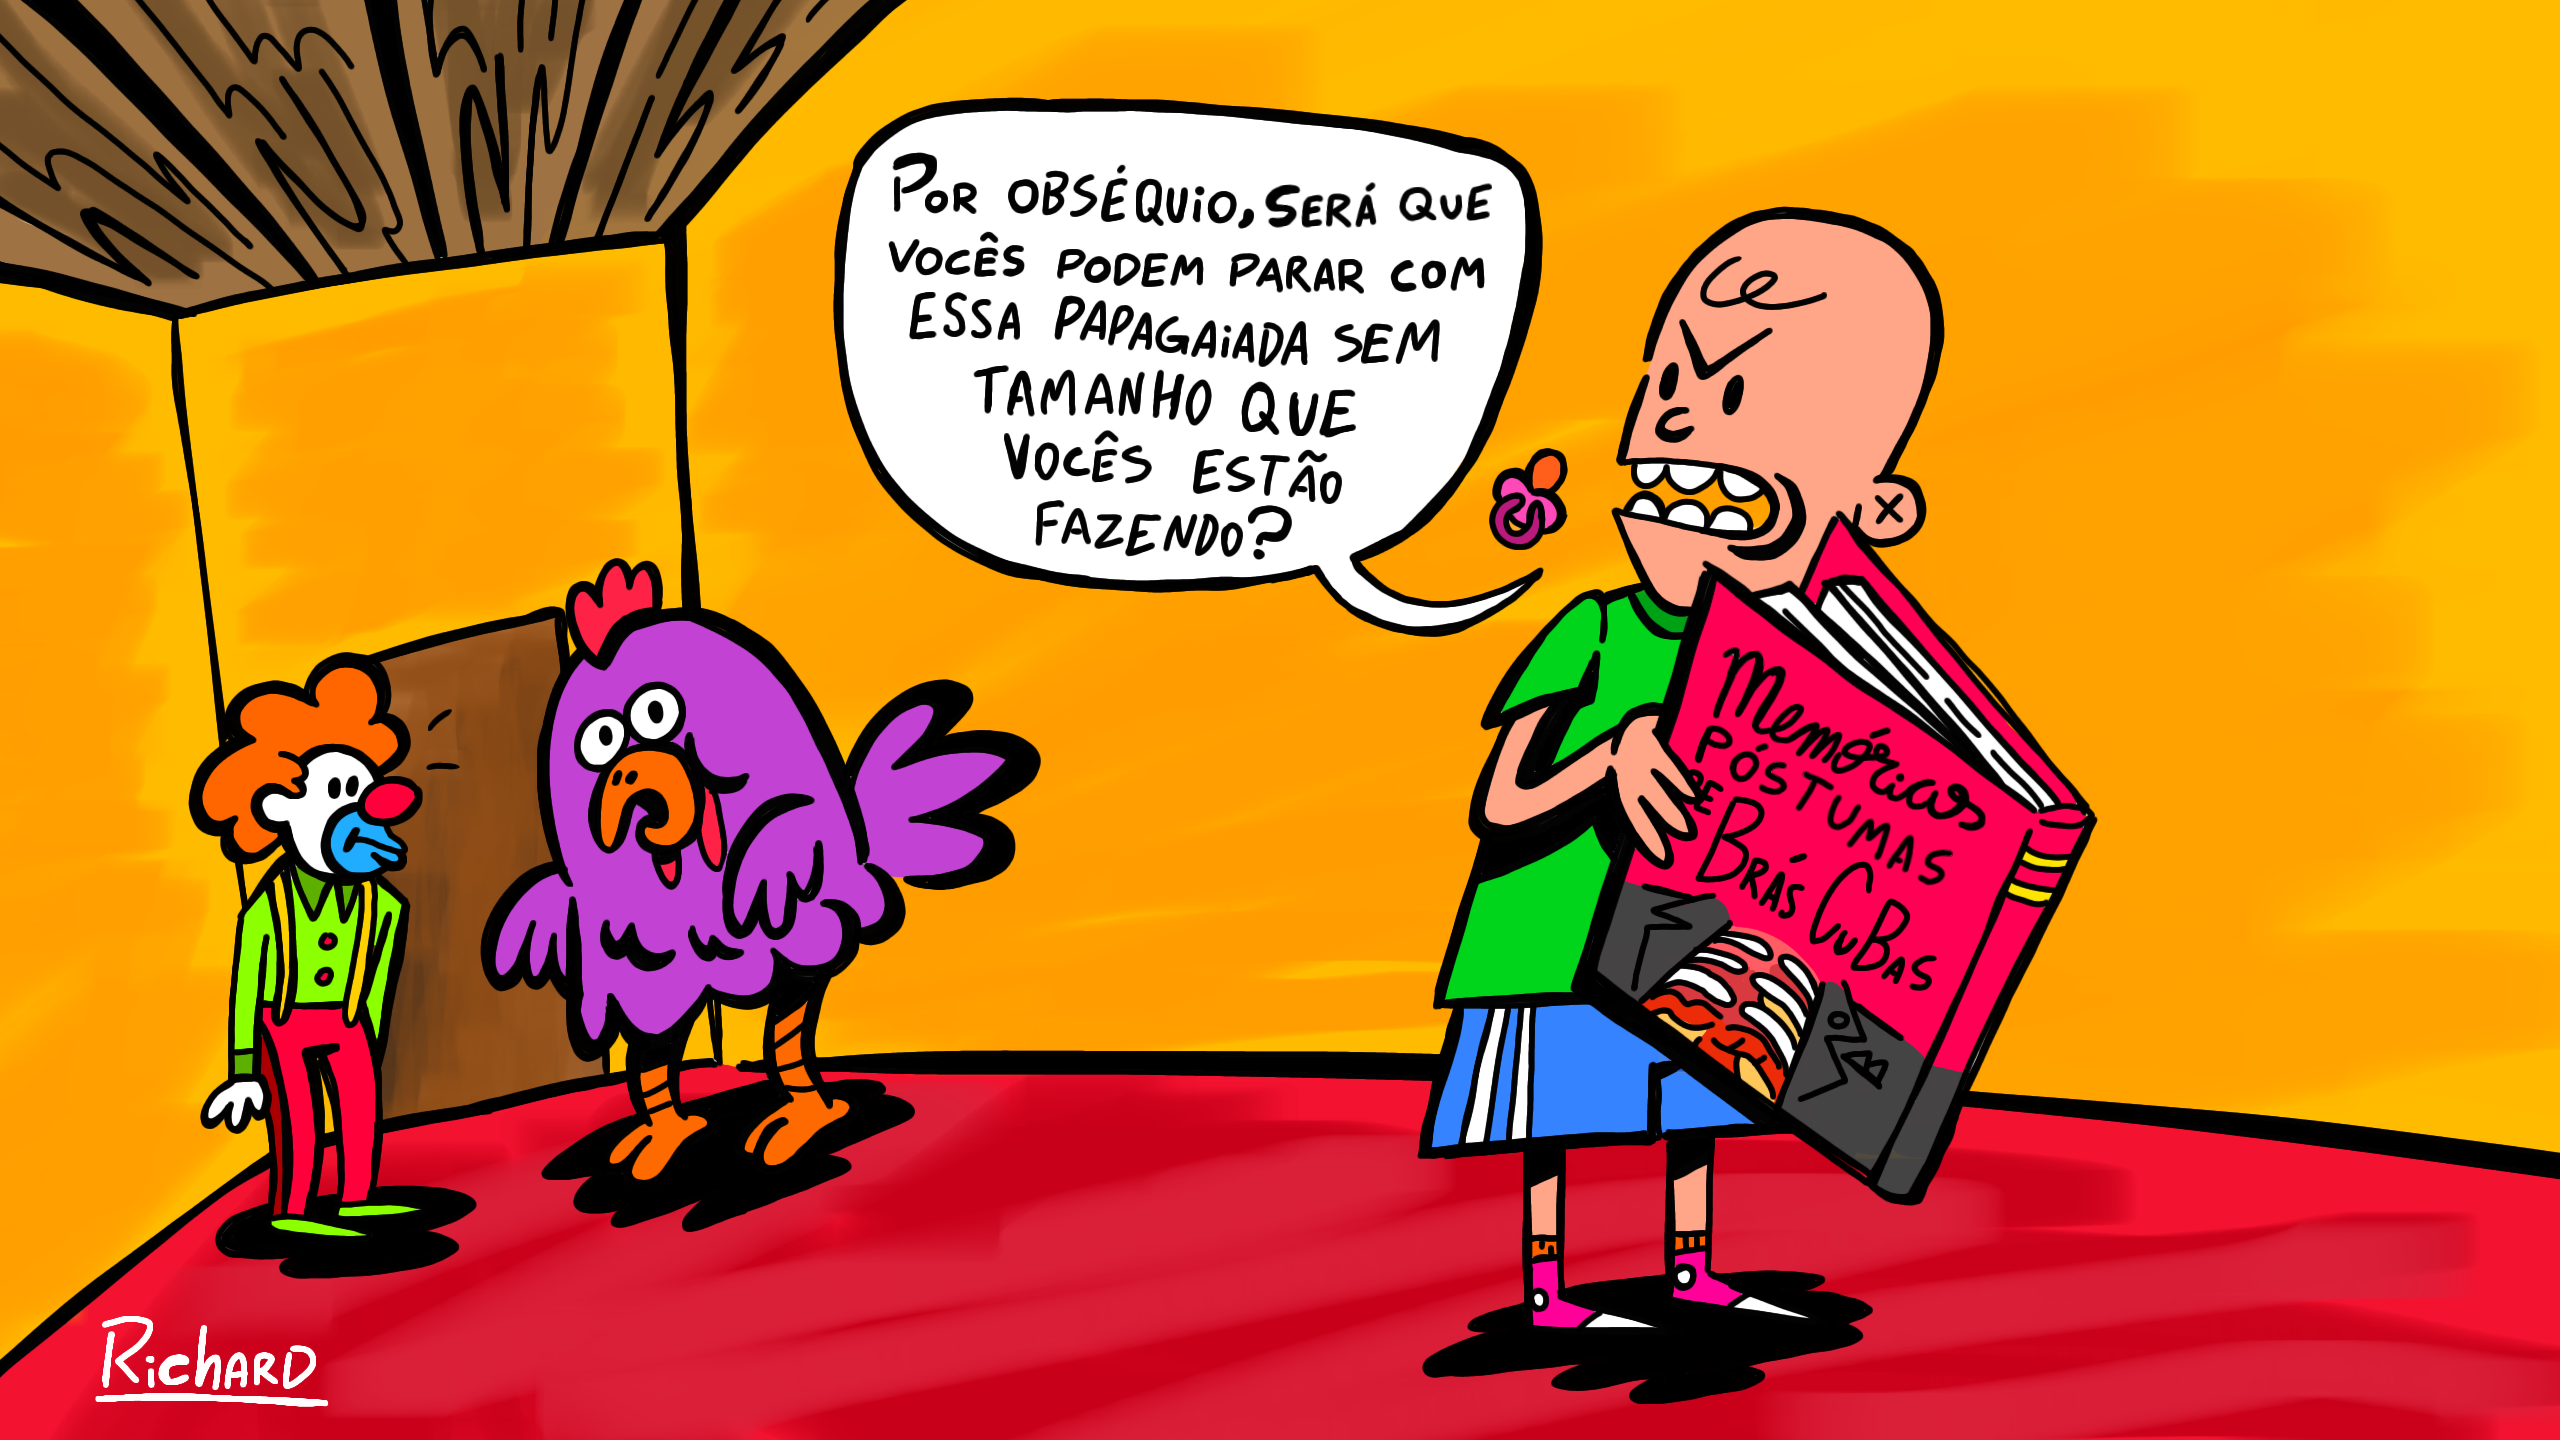 POR OBSÉQUIO, SERÁ QUE
VOCÊS PODEM PARAR COM
ESSA PAPAGAIADA SEM
TAMANHO QUE
VOCÊS ESTÃO
FAZENDO?
Memórias
PÓSTUMAS
DE
BRÁS CUBAS
RICHARD